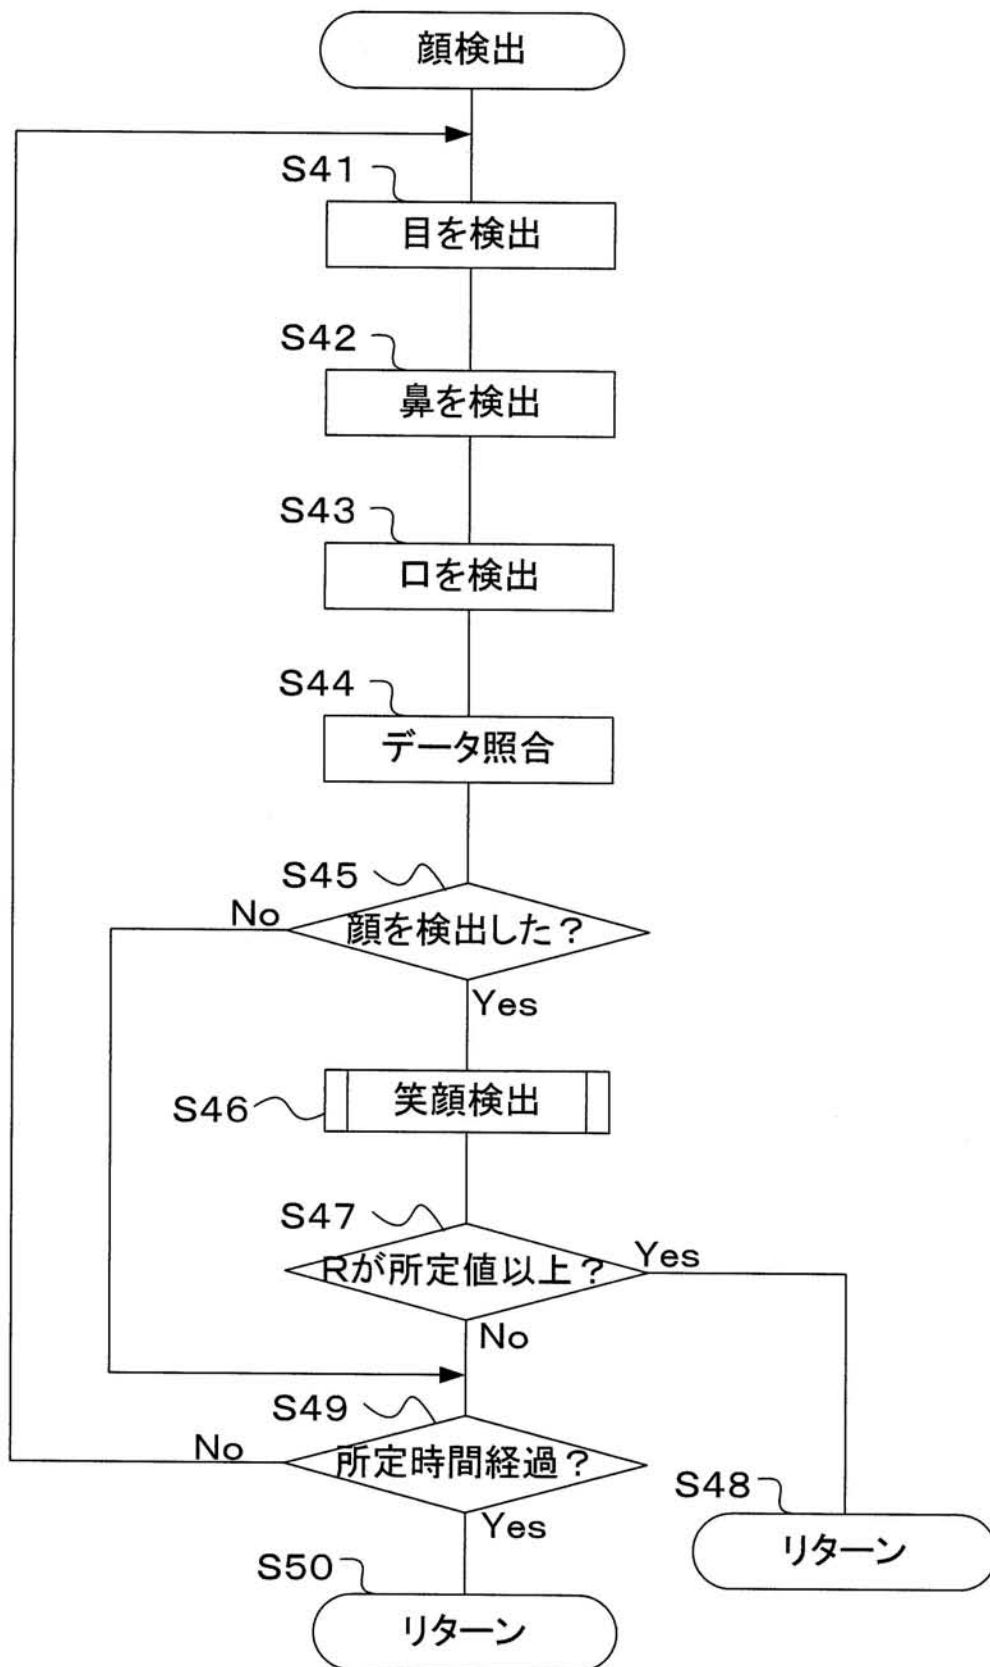 顔検出
S41
目を検出
S42
鼻を検出
S43
口を検出
S44
データ照合
S45
No
顔を検出した？
Yes
S46
笑顔検出
S47
Rが所定値以上？
Yes
No
S49
No
所定時間経過？
Yes
S48
リターン
S50
リターン